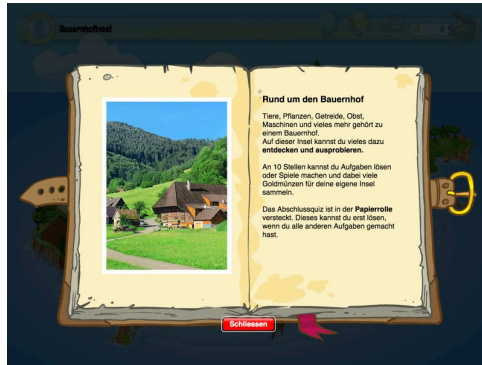 Bauernhofinsel
0
Rund um den Bauernhof
Tiere, Pflanzen, Getreide, Obst,
Maschinen und vieles mehr gehört zu
einem Bauernhof.
Auf dieser Insel kannst du vieles dazu
entdecken und ausprobieren.
An 10 Stellen kannst du Aufgaben lösen
oder Spiele machen und dabei viele
Goldmünzen für deine eigene Insel
sammeln.
Das Abschlussquiz ist in der Papierrolle
versteckt. Dieses kannst du erst lösen,
wenn du alle anderen Aufgaben gemacht
hast.
Schliessen